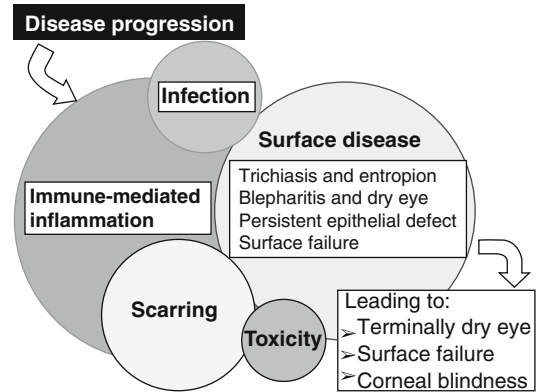 Disease progression
Infection
Surface disease
Trichiasis and entropion
Blepharitis and dry eye
Persistent epithelial defect
Surface failure
Immune-mediated
inflammation
Scarring
Toxicity
Leading to:
➢Terminally dry eye
➢Surface failure
➢Corneal blindness